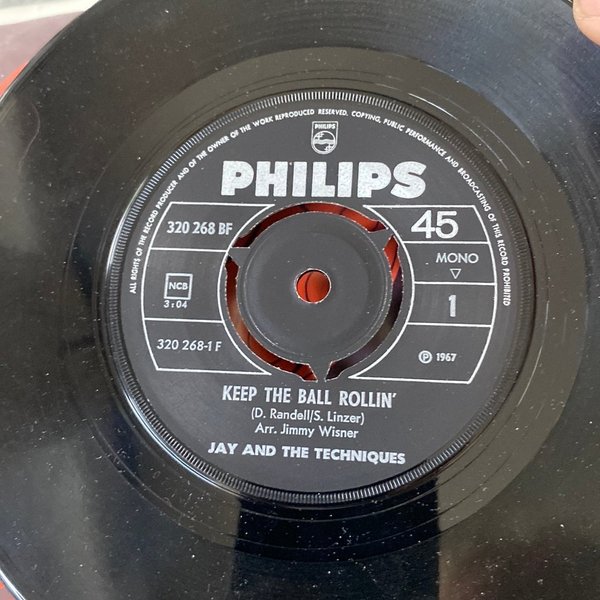 ALL RIGHTS OF THE RECORD PRODUCER AND OF THE OWNER OF THE WORK REPRODUCED RESERVED. COPYING, PUBLIC PERFORMANCE AND BROADCASTING OF THIS RECORD PROHIBITED
PHILIPS
PHILIPS
320 268 BF
45
MONO
NCB
3:04
1
320 268-1 F
Ⓟ 1967
KEEP THE BALL ROLLIN'
(D. Randell/S. Linzer)
Arr. Jimmy Wisner
JAY AND THE TECHNIQUES